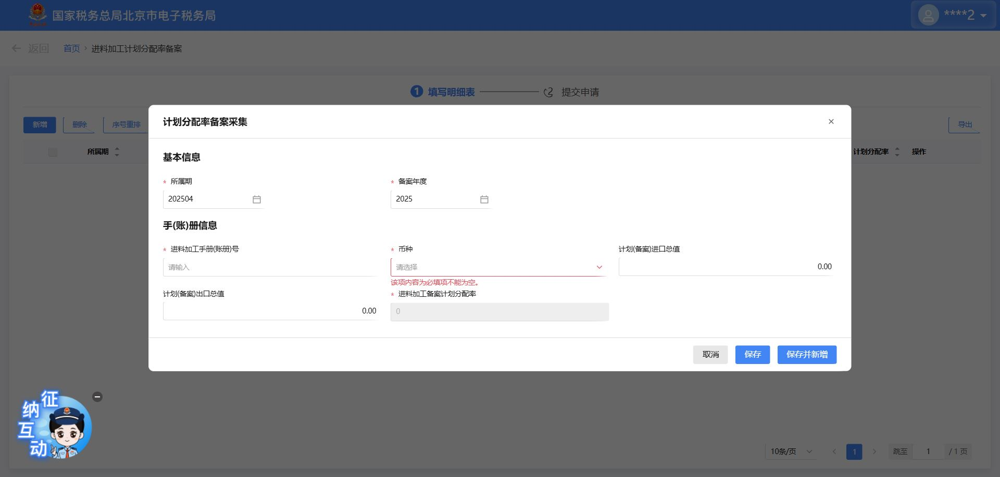 国家税务总局北京市电子税务局
****2
返回 首页 › 进料加工计划分配率备案
1 填写明细表 2 提交申请
新增 删除 序号重排 导出
所属期 计划分配率 操作
计划分配率备案采集
基本信息
* 所属期 * 备案年度
202504 2025
手(账)册信息
* 进料加工手册(账册)号 * 币种 计划(备案)进口总值
请输入 请选择 0.00
该项内容为必填项不能为空。
计划(备案)出口总值 * 进料加工备案计划分配率
0.00 0
取消 保存 保存并新增
征纳互动
10条/页 1 跳至 1 / 1 页